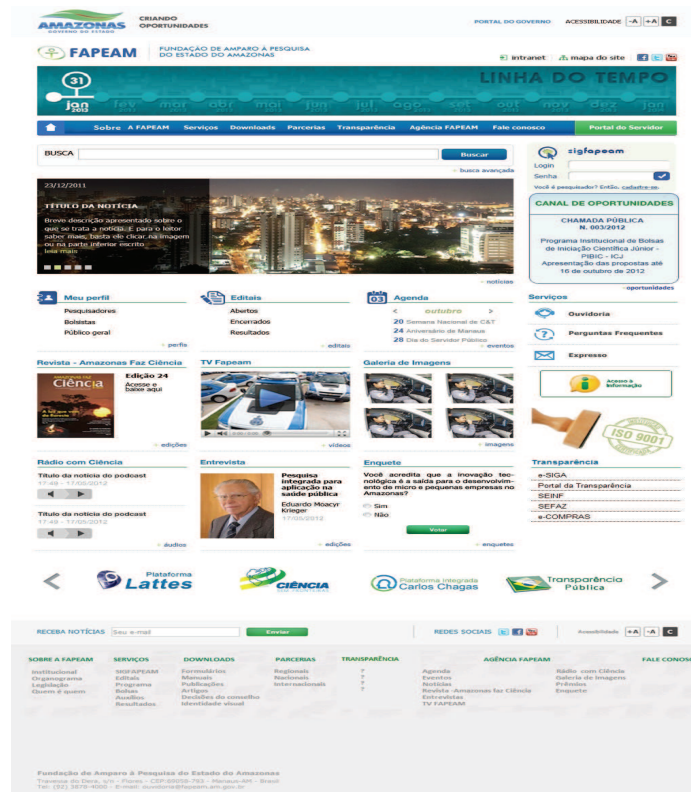 AMAZONAS
GOVERNO DO ESTADO
CRIANDO
OPORTUNIDADES
PORTAL DO GOVERNO
ACESSIBILIDADE -A +A C
FAPEAM
FUNDAÇÃO DE AMPARO À PESQUISA
DO ESTADO DO AMAZONAS
intranet
mapa do site
LINHA DO TEMPO
31
jan fev mar abr mai jun jul ago set out nov dez jan
2013
Sobre A FAPEAM Serviços Downloads Parcerias Transparência Agência FAPEAM Fale conosco Portal do Servidor
BUSCA
Buscar
busca avançada
sigfapeam
Login
Senha
Você é pesquisador? Então, cadastre-se.
23/12/2011
TÍTULO DA NOTÍCIA
Breve descrição apresentado sobre o
que se trata a notícia. E para o leitor
saber mais, basta ele clicar na imagem
ou na parte inferior escrito
leia mais
notícias
CANAL DE OPORTUNIDADES
CHAMADA PÚBLICA
N. 003/2012
Programa Institucional de Bolsas
de Iniciação Científica Júnior -
PIBIC - ICJ
Apresentação das propostas até
16 de outubro de 2012
oportunidades
Meu perfil
Pesquisadores
Bolsistas
Público geral
perfis
Editais
Abertos
Encerrados
Resultados
editais
03
Agenda
< outubro >
20 Semana Nacional de C&T
24 Aniversário de Manaus
28 Dia do Servidor Público
eventos
Serviços
Ouvidoria
Perguntas Frequentes
Expresso
Acesso à
Informação
ISO 9001
Revista - Amazonas Faz Ciência
Ciência
Edição 24
Acesse e
baixe aqui
edições
TV Fapeam
vídeos
Galeria de Imagens
imagens
Rádio com Ciência
Título da notícia do podcast
17:49 - 17/05/2012
Título da notícia do podcast
17:49 - 17/05/2012
áudios
Entrevista
Pesquisa
integrada para
aplicação na
saúde pública
Eduardo Moacyr
Krieger
17/05/2012
edições
Enquete
Você acredita que a inovação tec-
nológica é a saída para o desenvolvim-
ento de micro e pequenas empresas no
Amazonas?
Sim
Não
Votar
enquetes
Transparência
e-SIGA
Portal da Transparência
SEINF
SEFAZ
e-COMPRAS
Plataforma
Lattes
CIÊNCIA
SEM FRONTEIRAS
Plataforma Integrada
Carlos Chagas
Transparência
Pública
RECEBA NOTÍCIAS
Seu e-mail
Enviar
REDES SOCIAIS
Acessibilidade +A -A C
SOBRE A FAPEAM
Institucional
Organograma
Legislação
Quem é quem
SERVIÇOS
SIGFAPEAM
Editais
Programa
Bolsas
Auxílios
Resultados
DOWNLOADS
Formulários
Manuais
Publicações
Artigos
Decisões do conselho
Identidade visual
PARCERIAS
Regionais
Nacionais
Internacionais
TRANSPARÊNCIA
?
?
?
?
AGÊNCIA FAPEAM
Agenda
Eventos
Notícias
Revista -Amazonas faz Ciência
Entrevistas
TV FAPEAM
Rádio com Ciência
Galeria de Imagens
Prêmios
Enquete
FALE CONOS
Fundação de Amparo à Pesquisa do Estado do Amazonas